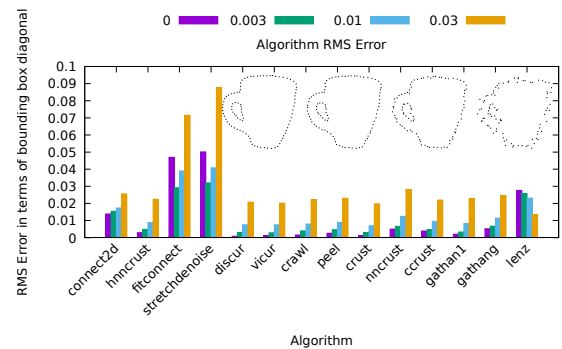 0 0.003 0.01 0.03
Algorithm RMS Error
RMS Error in terms of bounding box diagonal
0.1
0.09
0.08
0.07
0.06
0.05
0.04
0.03
0.02
0.01
0
connect2d
hnncrust
fitconnect
stretchdenoise
discur
vicur
crawl
peel
crust
nncrust
ccrust
gathan1
gathang
lenz
Algorithm